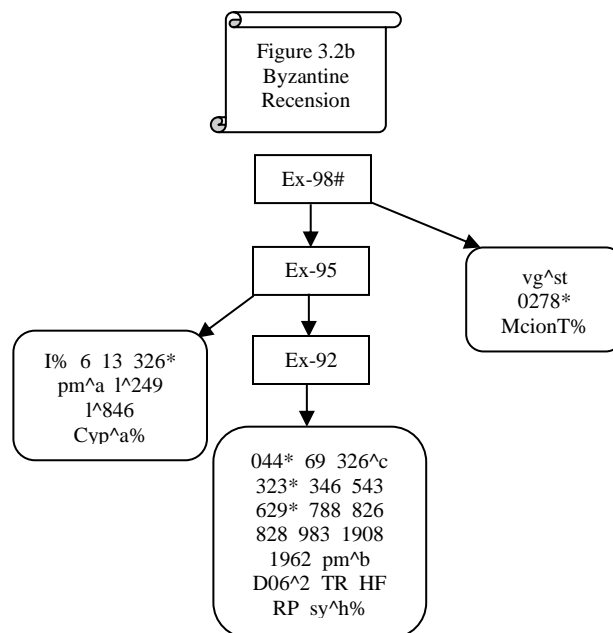 Figure 3.2b
Byzantine
Recension
Ex-98#
Ex-95
vg^st
0278*
McionT%
I% 6 13 326*
pm^a l^249
l^846
Cyp^a%
Ex-92
044* 69 326^c
323* 346 543
629* 788 826
828 983 1908
1962 pm^b
D06^2 TR HF
RP sy^h%